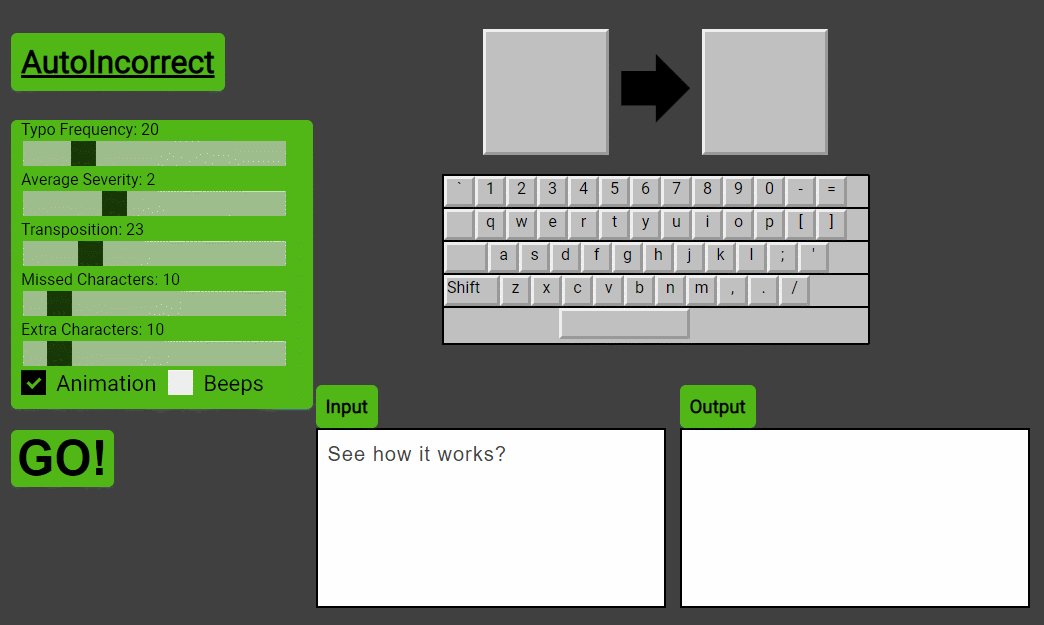 AutoIncorrect
Typo Frequency: 20
Average Severity: 2
Transposition: 23
Missed Characters: 10
Extra Characters: 10
Animation Beeps
GO!
` 1 2 3 4 5 6 7 8 9 0 - =
q w e r t y u i o p [ ]
a s d f g h j k l ; '
Shift z x c v b n m , . /
Input
See how it works?
Output